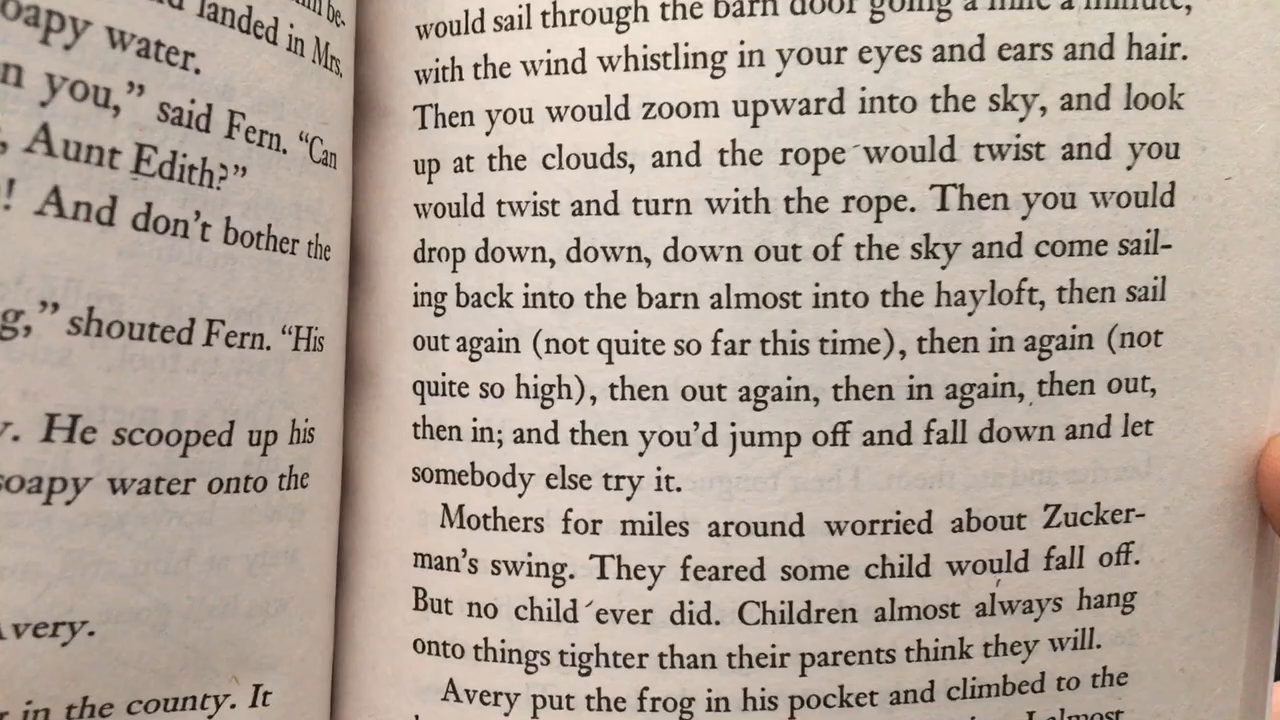 landed in Mrs.
soapy water.
you," said Fern. "Can
, Aunt Edith?"
! And don't bother the
g," shouted Fern. "His
y. He scooped up his
soapy water onto the
Avery.
in the county. It
would sail through the barn door going a mile a minute,
with the wind whistling in your eyes and ears and hair.
Then you would zoom upward into the sky, and look
up at the clouds, and the rope would twist and you
would twist and turn with the rope. Then you would
drop down, down, down out of the sky and come sail-
ing back into the barn almost into the hayloft, then sail
out again (not quite so far this time), then in again (not
quite so high), then out again, then in again, then out,
then in; and then you'd jump off and fall down and let
somebody else try it.
Mothers for miles around worried about Zucker-
man's swing. They feared some child would fall off.
But no child ever did. Children almost always hang
onto things tighter than their parents think they will.
Avery put the frog in his pocket and climbed to the
almost